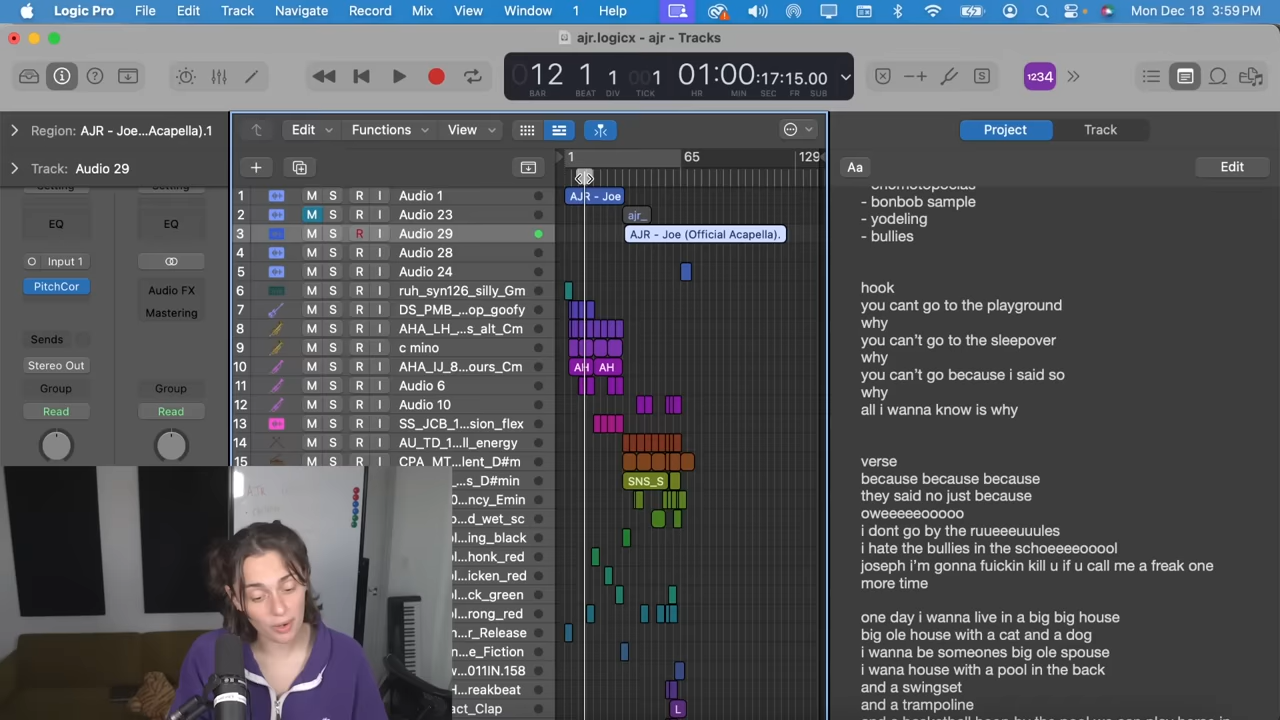 Logic Pro File Edit Track Navigate Record Mix View Window 1 Help Mon Dec 18 3:59 PM
ajr.logicx - ajr - Tracks
12 1 1 1 01:00:17:15.00
BAR BEAT DIV TICK HR MIN SEC FR SUB
1234
Region: AJR - Joe...Acapella).1
Track: Audio 29
Edit Functions View
Project Track
1 65 129
Aa Edit
Setting Setting
EQ EQ
Input 1
PitchCor
Audio FX
Mastering
Sends
Stereo Out
Group Group
Read Read
1 M S R I Audio 1 AJR - Joe
2 M S R I Audio 23 ajr_
3 M S R I Audio 29 AJR - Joe (Official Acapella).
4 M S R I Audio 28
5 M S R I Audio 24
6 M S R I ruh_syn126_silly_Gm
7 M S R I DS_PMB_...op_goofy
8 M S R I AHA_LH_...s_alt_Cm
9 M S R I c mino
10 M S R I AHA_IJ_8...ours_Cm AH AH
11 M S R I Audio 6
12 M S R I Audio 10
13 M S R I SS_JCB_1...sion_flex
14 M S R I AU_TD_1...ll_energy
15 M S R I CPA_MT...lent_D#m
...s_D#min SNS_S
...ncy_Emin
...d_wet_sc
...ing_black
...honk_red
...icken_red
...ck_green
...rong_red
...r_Release
...e_Fiction
...011IN.158
...reakbeat
...act_Clap L
- onomotopoeias
- bonbob sample
- yodeling
- bullies
hook
you cant go to the playground
why
you can't go to the sleepover
why
you can't go because i said so
why
all i wanna know is why
verse
because because because
they said no just because
oweeeeeooooo
i dont go by the ruueeeuuules
i hate the bullies in the schoeeeeoool
joseph i'm gonna fuickin kill u if u call me a freak one
more time
one day i wanna live in a big big house
big ole house with a cat and a dog
i wanna be someones big ole spouse
i wana house with a pool in the back
and a swingset
and a trampoline